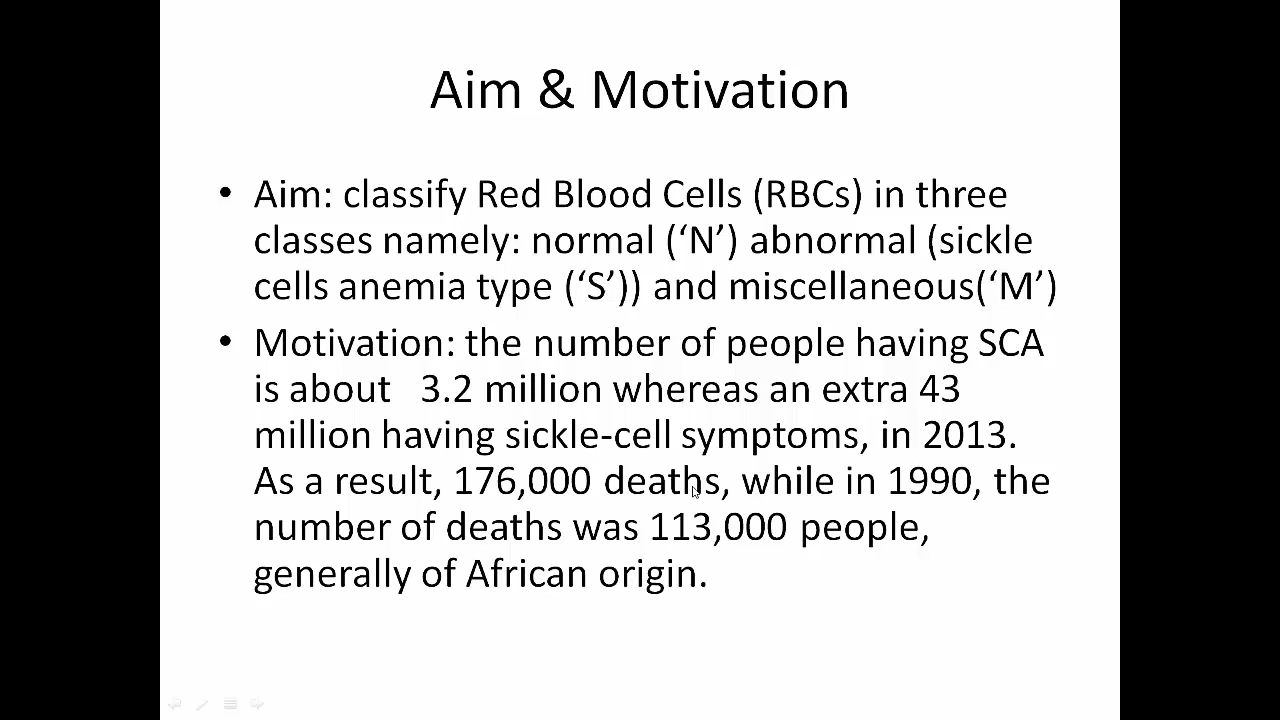 Aim & Motivation
• Aim: classify Red Blood Cells (RBCs) in three
classes namely: normal (‘N’) abnormal (sickle
cells anemia type (‘S’)) and miscellaneous(‘M’)
• Motivation: the number of people having SCA
is about   3.2 million whereas an extra 43
million having sickle-cell symptoms, in 2013.
As a result, 176,000 deaths, while in 1990, the
number of deaths was 113,000 people,
generally of African origin.